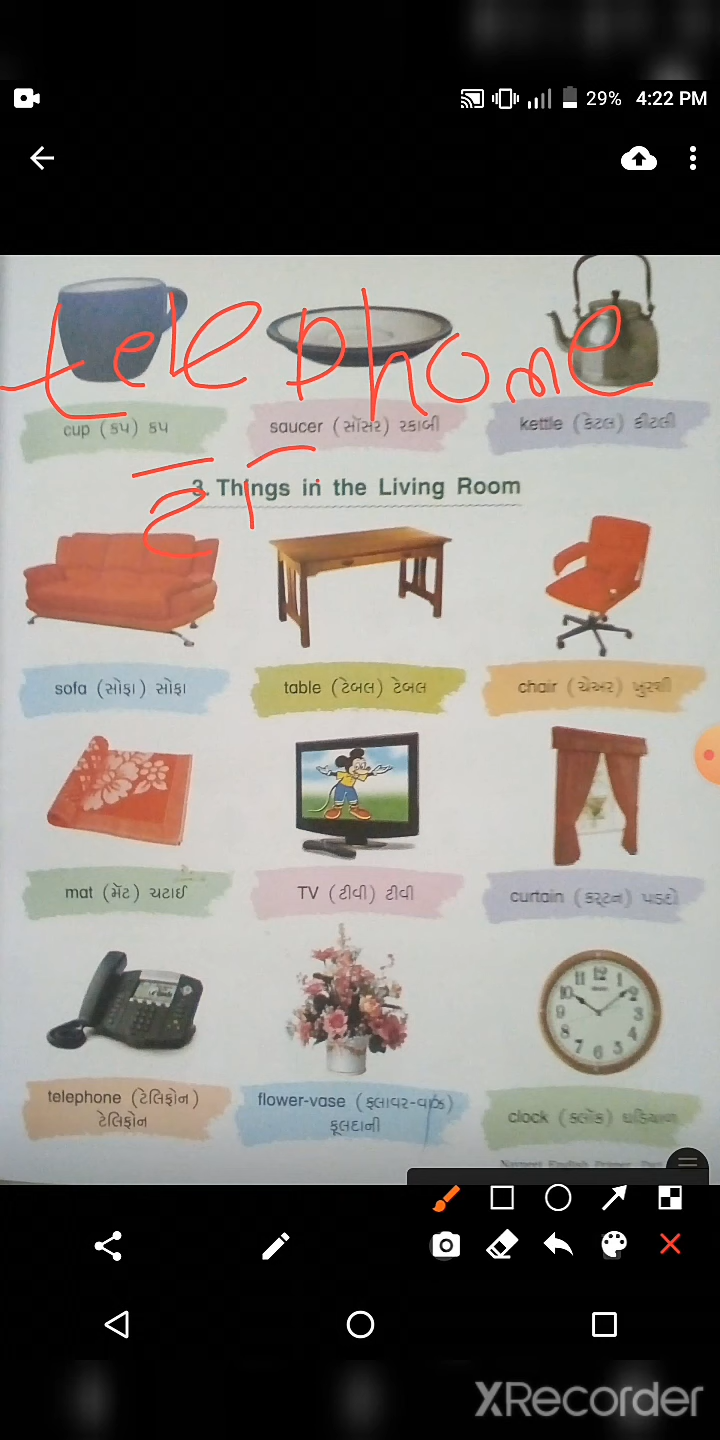 29% 4:22 PM
telephone
cup (કપ) કપ
saucer (સૉસર) રકાબી
kettle (કેટલ) કીટલી
3. Things in the Living Room
sofa (સોફા) સોફા
table (ટેબલ) ટેબલ
chair (ચેઅર) ખુરશી
mat (મૅટ) ચટાઈ
TV (ટીવી) ટીવી
curtain (કર્ટન) પડદો
telephone (ટેલિફોન)
ટેલિફોન
flower-vase (ફ્લાવર-વાઝ)
ફૂલદાની
clock (ક્લૉક) ઘડિયાળ
XRecorder